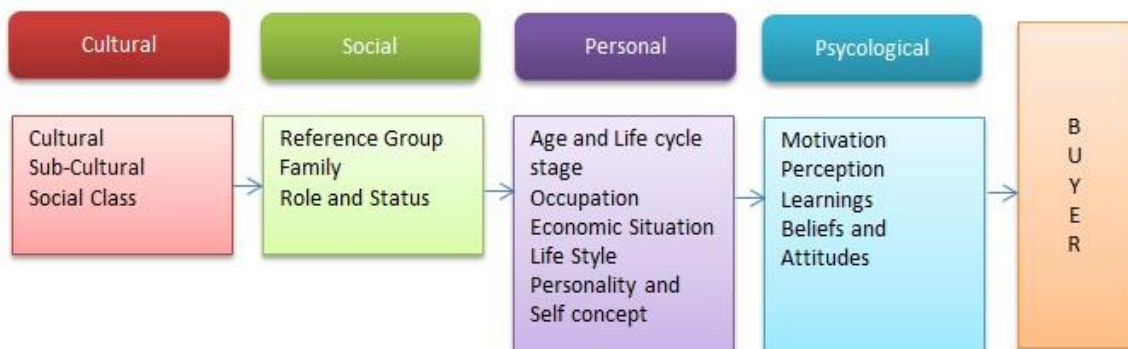 Cultural
Social
Personal
Psycological
Cultural
Sub-Cultural
Social Class
Reference Group
Family
Role and Status
Age and Life cycle
stage
Occupation
Economic Situation
Life Style
Personality and
Self concept
Motivation
Perception
Learnings
Beliefs and
Attitudes
B
U
Y
E
R